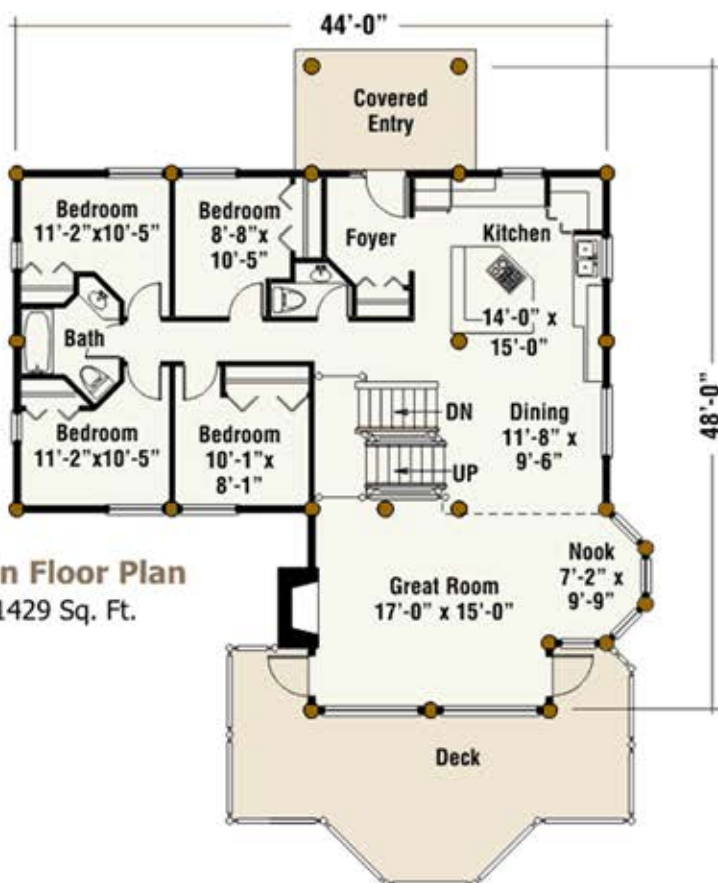 44'-0"
Covered
Entry
Bedroom
11'-2"x10'-5"
Bedroom
8'-8"x
10'-5"
Foyer
Kitchen
14'-0" x
15'-0"
Bath
48'-0"
DN
UP
Dining
11'-8" x
9'-6"
Bedroom
11'-2"x10'-5"
Bedroom
10'-1"x
8'-1"
n Floor Plan
1429 Sq. Ft.
Great Room
17'-0" x 15'-0"
Nook
7'-2" x
9'-9"
Deck